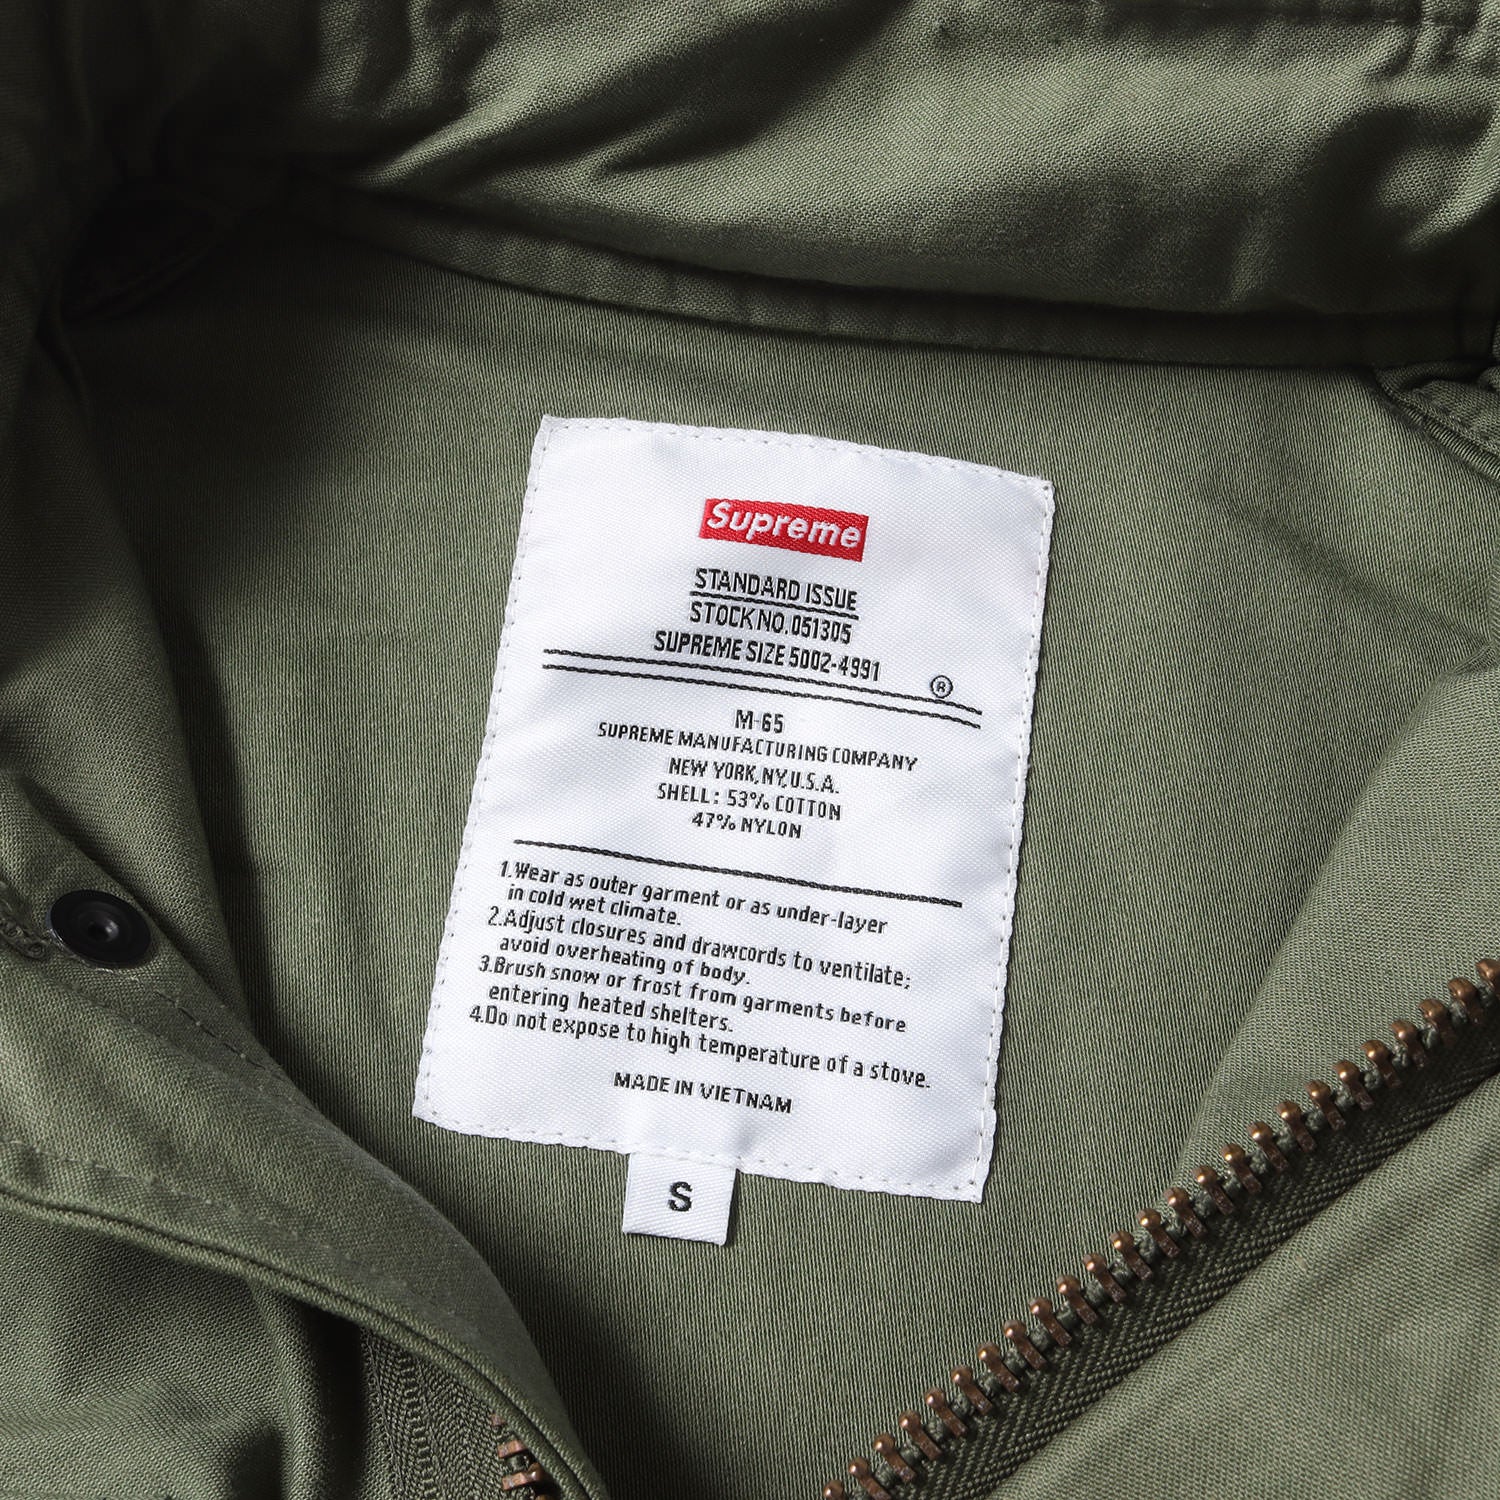 Supreme
STANDARD ISSUE
STOCK NO. 051305
SUPREME SIZE 5002-4991
®
M-65
SUPREME MANUFACTURING COMPANY
NEW YORK, NY, U.S.A.
SHELL: 53% COTTON
47% NYLON
1.Wear as outer garment or as under-layer
in cold wet climate.
2.Adjust closures and drawcords to ventilate;
avoid overheating of body.
3.Brush snow or frost from garments before
entering heated shelters.
4.Do not expose to high temperature of a stove.
MADE IN VIETNAM
S